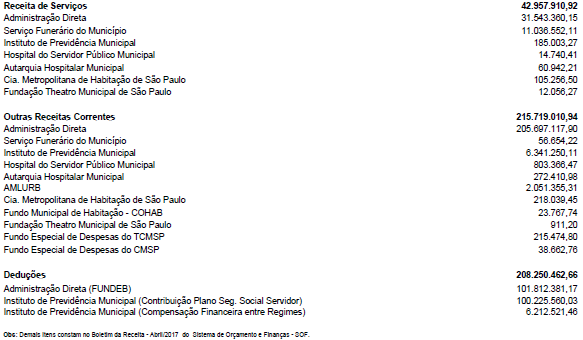 Receita de Serviços 42.957.910,92
Administração Direta 31.543.360,15
Serviço Funerário do Município 11.036.552,11
Instituto de Previdência Municipal 185.003,27
Hospital do Servidor Público Municipal 14.740,41
Autarquia Hospitalar Municipal 60.942,21
Cia. Metropolitana de Habitação de São Paulo 105.256,50
Fundação Theatro Municipal de São Paulo 12.056,27
Outras Receitas Correntes 215.719.010,94
Administração Direta 205.697.117,90
Serviço Funerário do Município 56.654,22
Instituto de Previdência Municipal 6.341.250,11
Hospital do Servidor Público Municipal 803.366,47
Autarquia Hospitalar Municipal 272.410,98
AMLURB 2.051.355,31
Cia. Metropolitana de Habitação de São Paulo 218.039,45
Fundo Municipal de Habitação - COHAB 23.767,74
Fundação Theatro Municipal de São Paulo 911,20
Fundo Especial de Despesas do TCMSP 215.474,80
Fundo Especial de Despesas do CMSP 38.662,76
Deduções 208.250.462,66
Administração Direta (FUNDEB) 101.812.381,17
Instituto de Previdência Municipal (Contribuição Plano Seg. Social Servidor) 100.225.560,03
Instituto de Previdência Municipal (Compensação Financeira entre Regimes) 6.212.521,46
Obs: Demais itens constam no Boletim da Receita - Abril/2017 do Sistema de Orçamento e Finanças - SOF.